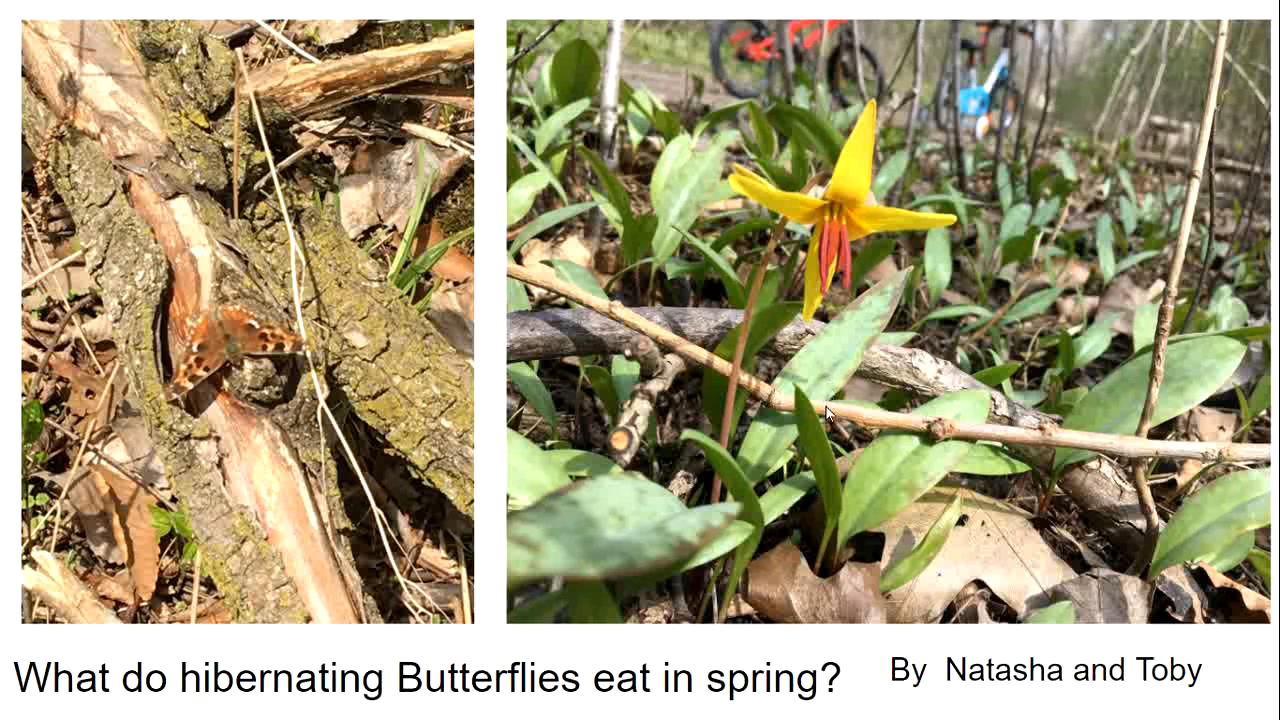 What do hibernating Butterflies eat in spring?
By Natasha and Toby